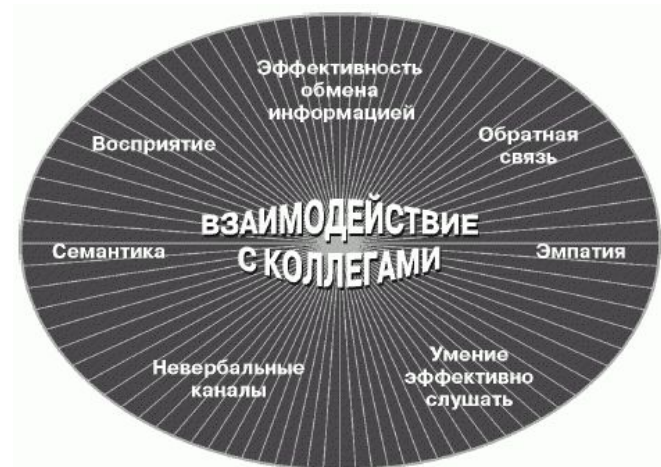 Эффективность
обмена
информацией
Восприятие
Обратная
связь
ВЗАИМОДЕЙСТВИЕ
С КОЛЛЕГАМИ
Семантика
Эмпатия
Невербальные
каналы
Умение
эффективно
слушать